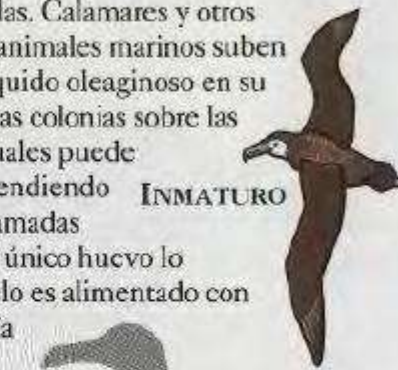 las. Calamares y otros
animales marinos suben
quido oleaginoso en su
as colonias sobre las
uales puede
endiendo INMATURO
amadas
único huevo lo
lo es alimentado con
ía